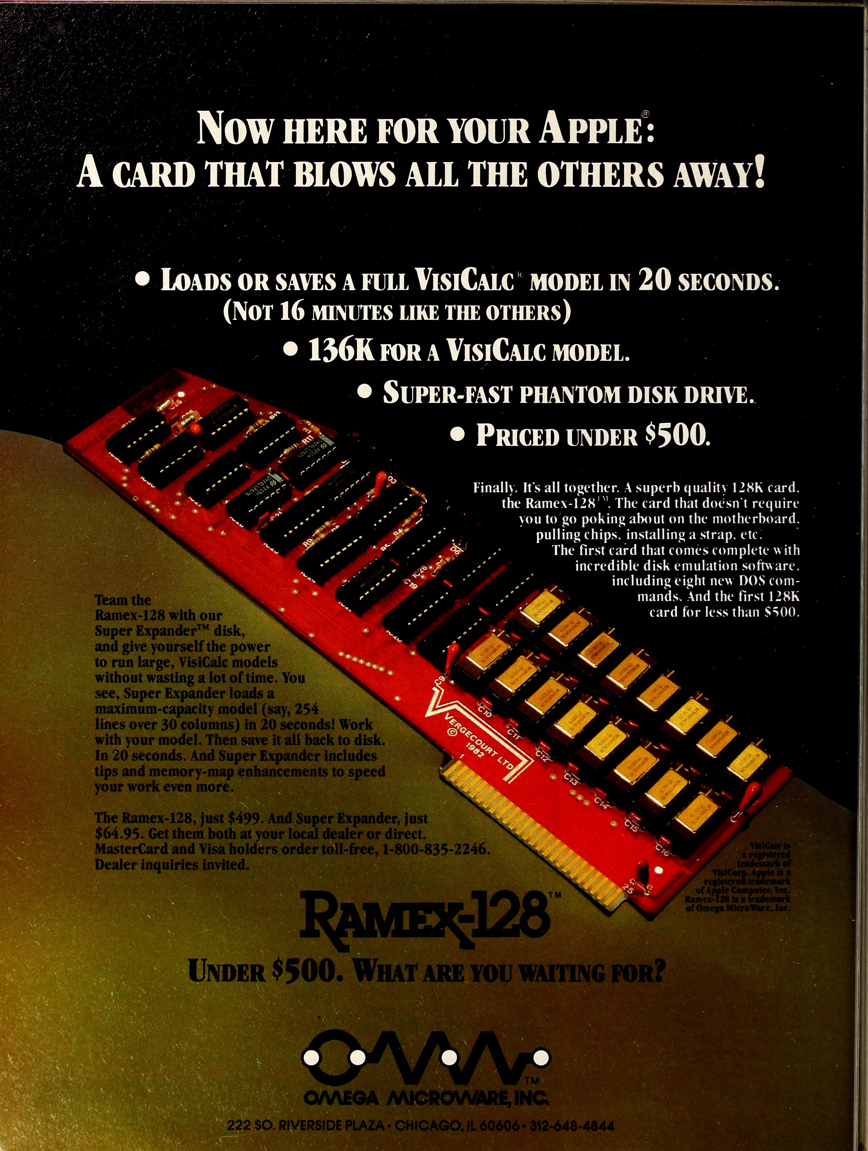 NOW HERE FOR YOUR APPLE®:
A CARD THAT BLOWS ALL THE OTHERS AWAY!
• LOADS OR SAVES A FULL VISICALC™ MODEL IN 20 SECONDS.
(NOT 16 MINUTES LIKE THE OTHERS)
• 136K FOR A VISICALC MODEL.
• SUPER-FAST PHANTOM DISK DRIVE.
• PRICED UNDER $500.
Finally. It's all together. A superb quality 128K card,
the Ramex-128™. The card that doesn't require
you to go poking about on the motherboard,
pulling chips, installing a strap, etc.
The first card that comes complete with
incredible disk emulation software,
including eight new DOS com-
mands. And the first 128K
card for less than $500.
Team the
Ramex-128 with our
Super Expander™ disk,
and give yourself the power
to run large, VisiCalc models
without wasting a lot of time. You
see, Super Expander loads a
maximum-capacity model (say, 254
lines over 30 columns) in 20 seconds! Work
with your model. Then save it all back to disk.
In 20 seconds. And Super Expander includes
tips and memory-map enhancements to speed
your work even more.
The Ramex-128, just $499. And Super Expander, just
$64.95. Get them both at your local dealer or direct.
MasterCard and Visa holders order toll-free, 1-800-835-2246.
Dealer inquiries invited.
C9
C10
C11
C12
C13
C14
C15
C16
VERGECOURT LTD
© 1982
1
25
VisiCalc is
a registered
trademark of
VisiCorp. Apple is a
registered trademark
of Apple Computer, Inc.
Ramex-128 is a trademark
of Omega MicroWare, Inc.
RAMEX-128™
UNDER $500. WHAT ARE YOU WAITING FOR?
OMEGA MICROWARE, INC.™
222 SO. RIVERSIDE PLAZA • CHICAGO, IL 60606 • 312-648-4844